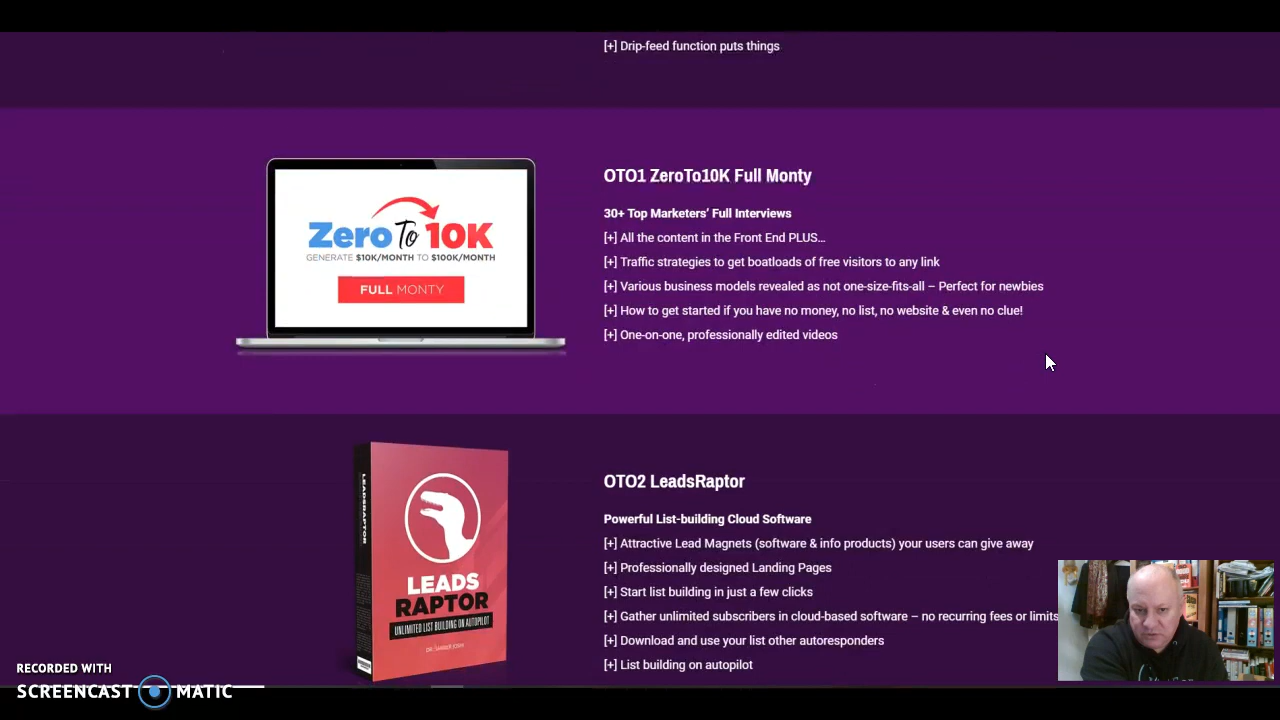 [+] Drip-feed function puts things
OTO1 ZeroTo10K Full Monty
30+ Top Marketers' Full Interviews
[+] All the content in the Front End PLUS...
[+] Traffic strategies to get boatloads of free visitors to any link
[+] Various business models revealed as not one-size-fits-all – Perfect for newbies
[+] How to get started if you have no money, no list, no website & even no clue!
[+] One-on-one, professionally edited videos
Zero To 10K
GENERATE $10K/MONTH TO $100K/MONTH
FULL MONTY
OTO2 LeadsRaptor
Powerful List-building Cloud Software
[+] Attractive Lead Magnets (software & info products) your users can give away
[+] Professionally designed Landing Pages
[+] Start list building in just a few clicks
[+] Gather unlimited subscribers in cloud-based software – no recurring fees or limits
[+] Download and use your list other autoresponders
[+] List building on autopilot
LEADSRAPTOR
LEADS
RAPTOR
UNLIMITED LIST BUILDING ON AUTOPILOT
RECORDED WITH
SCREENCAST MATIC